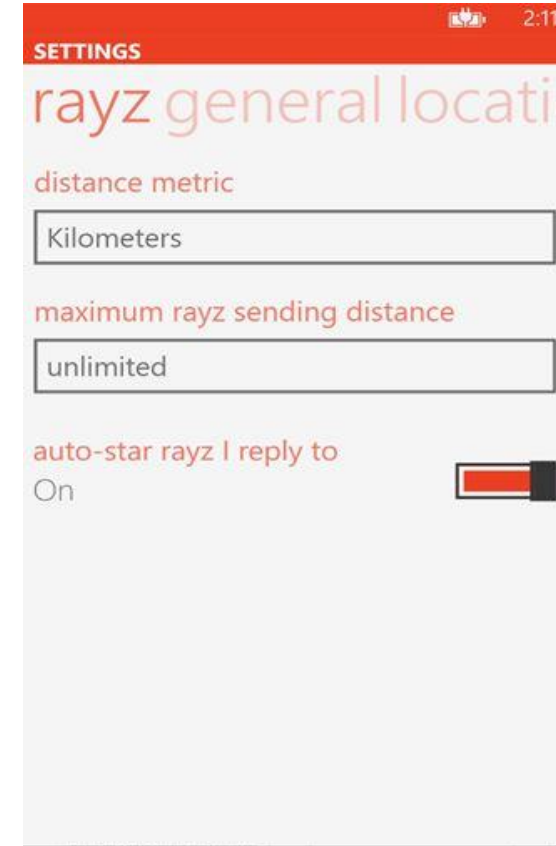 2:11
SETTINGS
rayz general locati
distance metric
Kilometers
maximum rayz sending distance
unlimited
auto-star rayz I reply to
On